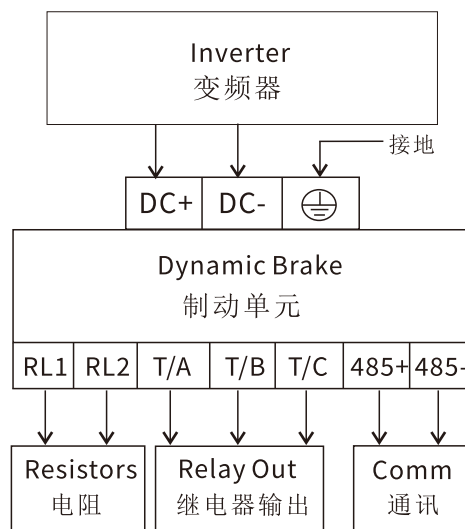 Inverter
变频器
接地
DC+ DC-
Dynamic Brake
制动单元
RL1 RL2 T/A T/B T/C 485+ 485-
Resistors Relay Out Comm
电阻 继电器输出 通讯